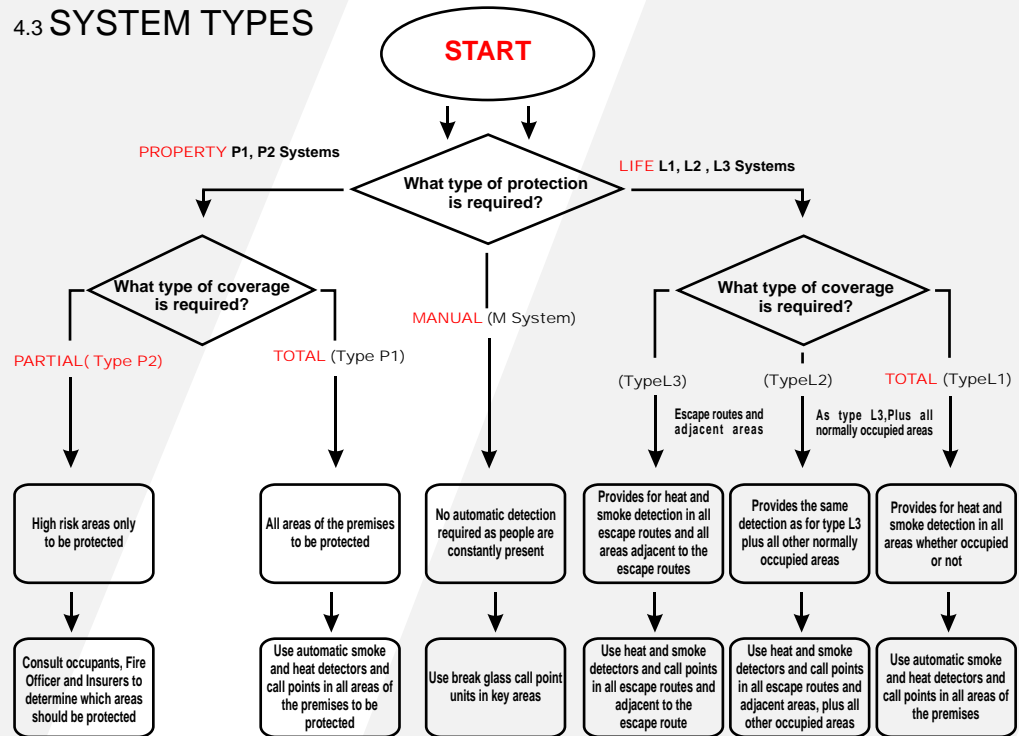 4.3 SYSTEM TYPES
START
PROPERTY P1, P2 Systems
LIFE L1, L2 , L3 Systems
What type of protection
is required?
What type of coverage
is required?
What type of coverage
is required?
PARTIAL( Type P2)
TOTAL (Type P1)
MANUAL (M System)
(TypeL3)
(TypeL2)
TOTAL (TypeL1)
Escape routes and
adjacent areas
As type L3,Plus all
normally occupied areas
High risk areas only
to be protected
All areas of the premises
to be protected
No automatic detection
required as people are
constantly present
Provides for heat and
smoke detection in all
escape routes and all
areas adjacent to the
escape routes
Provides the same
detection as for type L3
plus all other normally
occupied areas
Provides for heat and
smoke detection in all
areas whether occupied
or not
Consult occupants, Fire
Officer and Insurers to
determine which areas
should be protected
Use automatic smoke
and heat detectors and
call points in all areas of
the premises to be
protected
Use break glass call point
units in key areas
Use heat and smoke
detectors and call points
in all escape routes and
adjacent to the
escape route
Use heat and smoke
detectors and call points
in all escape routes and
adjacent areas, plus all
other occupied areas
Use automatic smoke
and heat detectors and
call points in all areas of
the premises